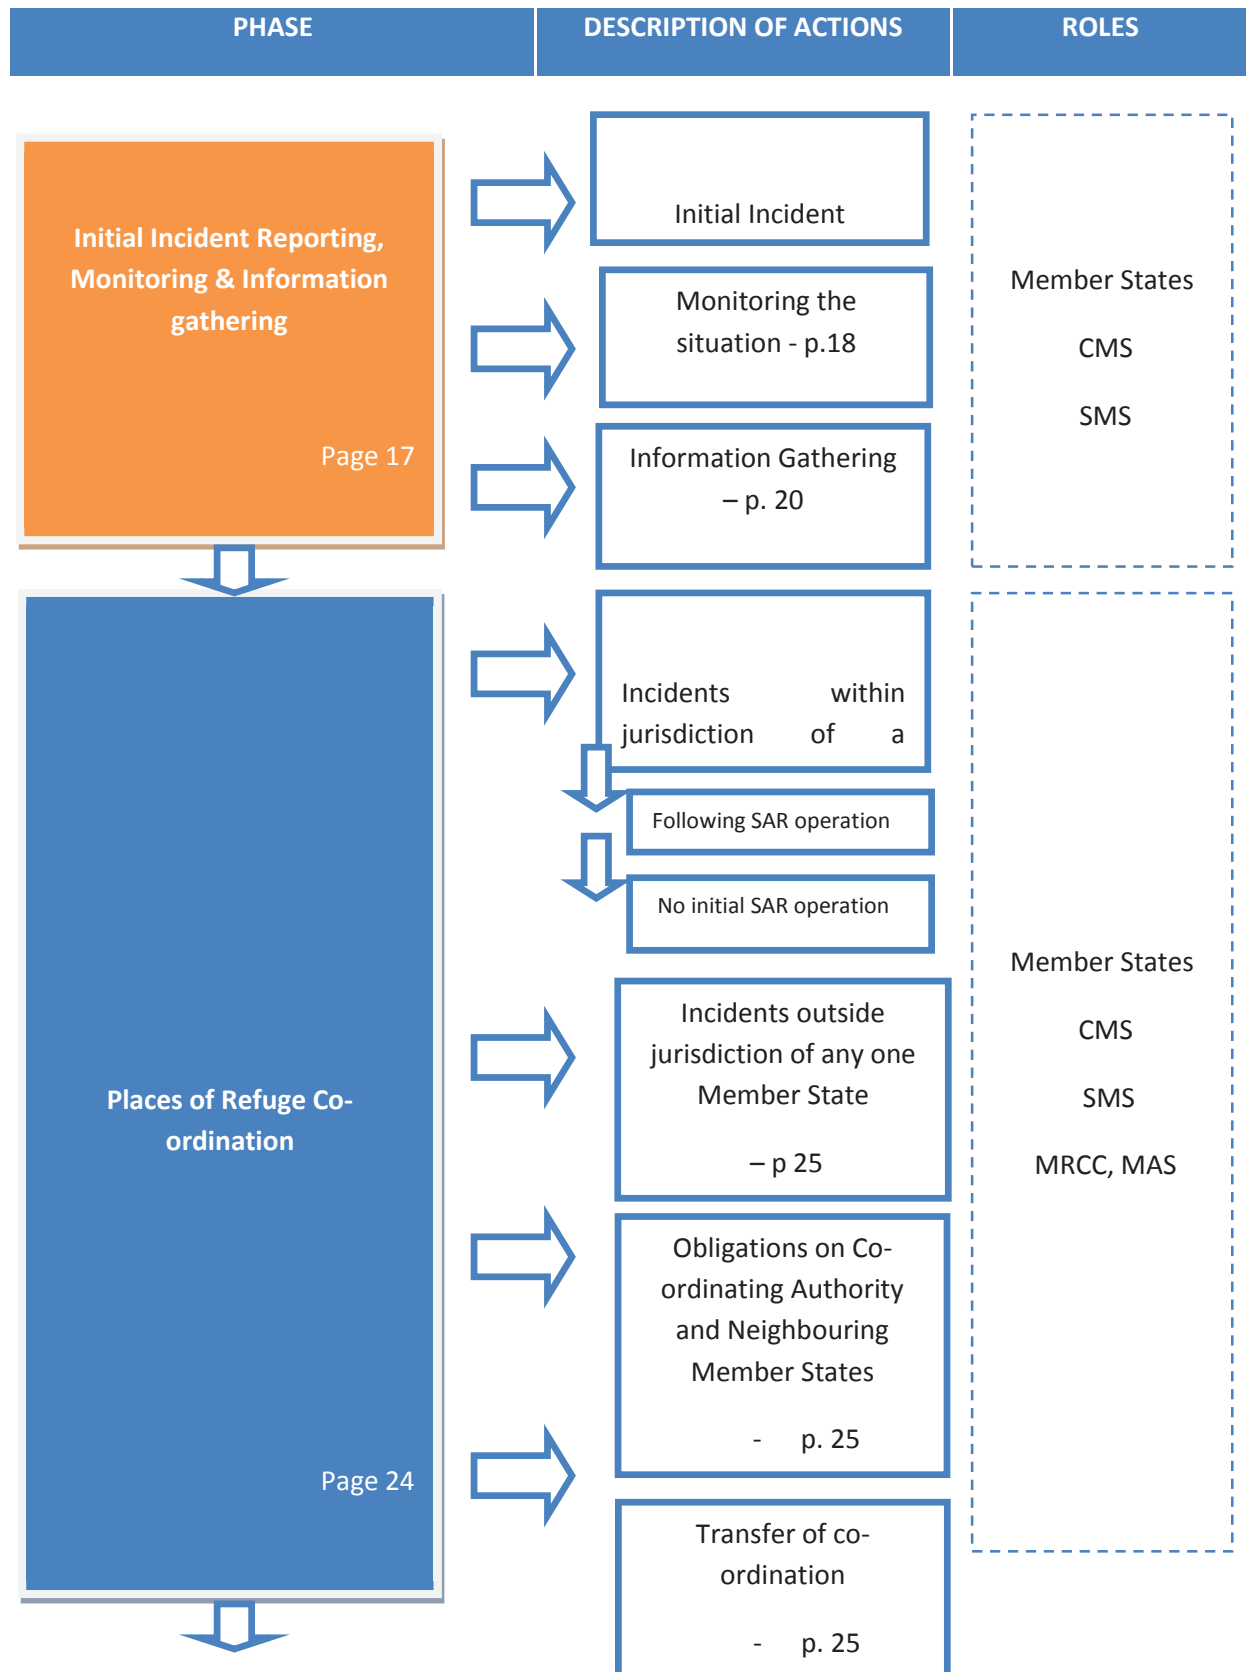 PHASE
DESCRIPTION OF ACTIONS
ROLES
Initial Incident Reporting,
Monitoring & Information
gathering
Page 17
Initial Incident
Monitoring the
situation - p.18
Information Gathering
– p. 20
Member States
CMS
SMS
Places of Refuge Co-
ordination
Page 24
Incidents within
jurisdiction of a
Following SAR operation
No initial SAR operation
Incidents outside
jurisdiction of any one
Member State
– p 25
Obligations on Co-
ordinating Authority
and Neighbouring
Member States
- p. 25
Transfer of co-
ordination
- p. 25
Member States
CMS
SMS
MRCC, MAS